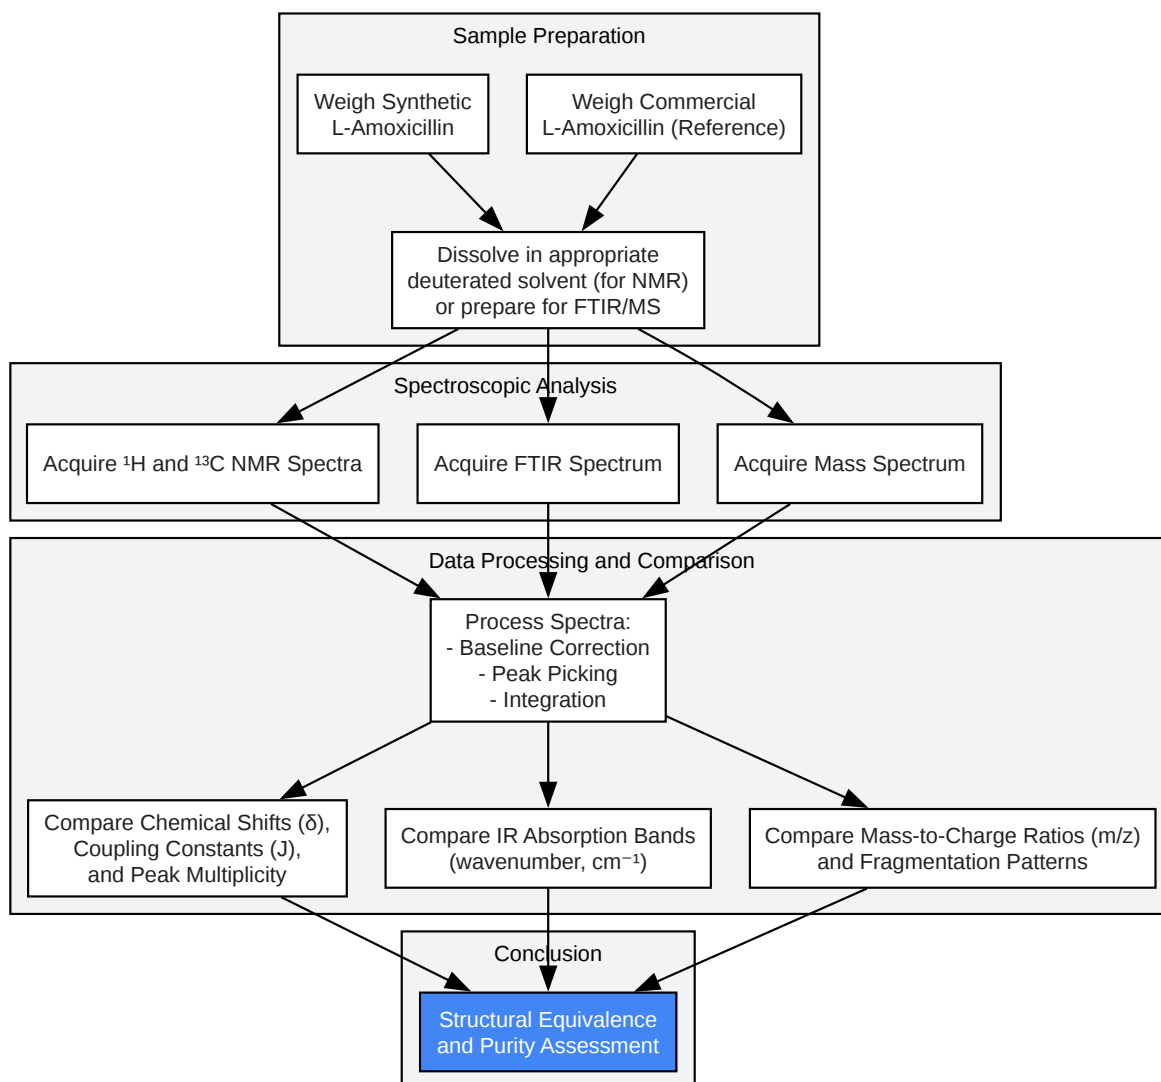 Sample Preparation
Weigh Synthetic
L-Amoxicillin
Weigh Commercial
L-Amoxicillin (Reference)
Dissolve in appropriate
deuterated solvent (for NMR)
or prepare for FTIR/MS
Spectroscopic Analysis
Acquire ¹H and ¹³C NMR Spectra
Acquire FTIR Spectrum
Acquire Mass Spectrum
Data Processing and Comparison
Process Spectra:
- Baseline Correction
- Peak Picking
- Integration
Compare Chemical Shifts (δ),
Coupling Constants (J),
and Peak Multiplicity
Compare IR Absorption Bands
(wavenumber, cm⁻¹)
Compare Mass-to-Charge Ratios (m/z)
and Fragmentation Patterns
Conclusion
Structural Equivalence
and Purity Assessment